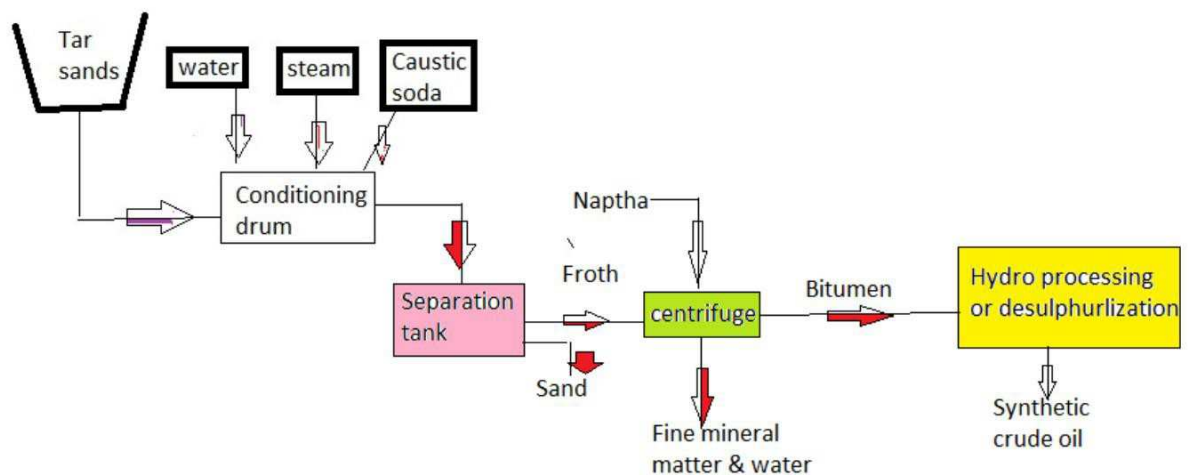 Tar
sands
water
steam
Caustic
soda
Conditioning
drum
Naptha
Froth
Separation
tank
Sand
centrifuge
Bitumen
Hydro processing
or desulphurlization
Fine mineral
matter & water
Synthetic
crude oil